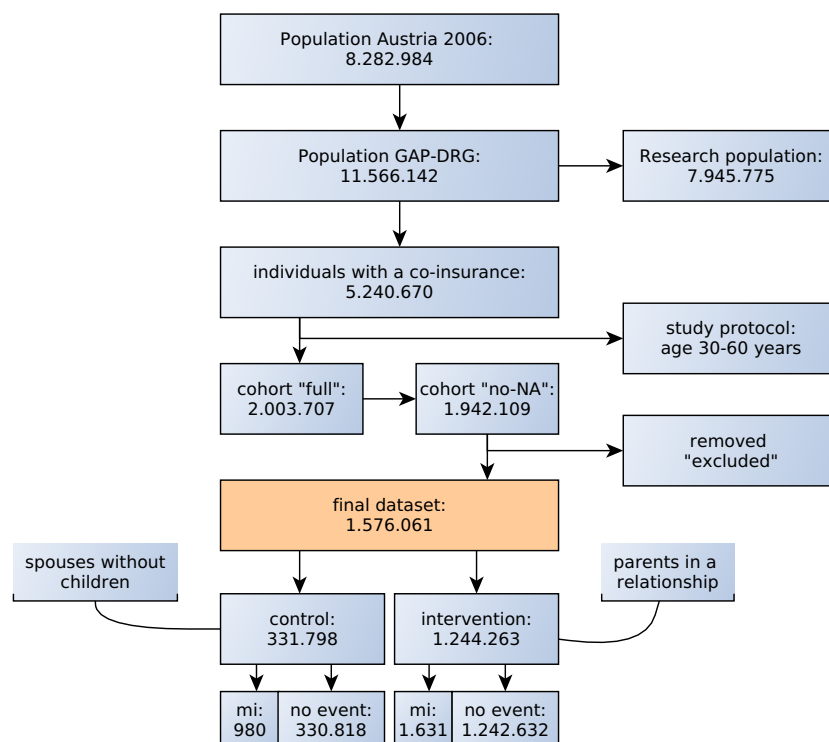 Population Austria 2006:
8.282.984
Population GAP-DRG:
11.566.142
Research population:
7.945.775
individuals with a co-insurance:
5.240.670
study protocol:
age 30-60 years
cohort "full":
2.003.707
cohort "no-NA":
1.942.109
removed
"excluded"
final dataset:
1.576.061
spouses without
children
parents in a
relationship
control:
331.798
intervention:
1.244.263
mi:
980
no event:
330.818
mi:
1.631
no event:
1.242.632